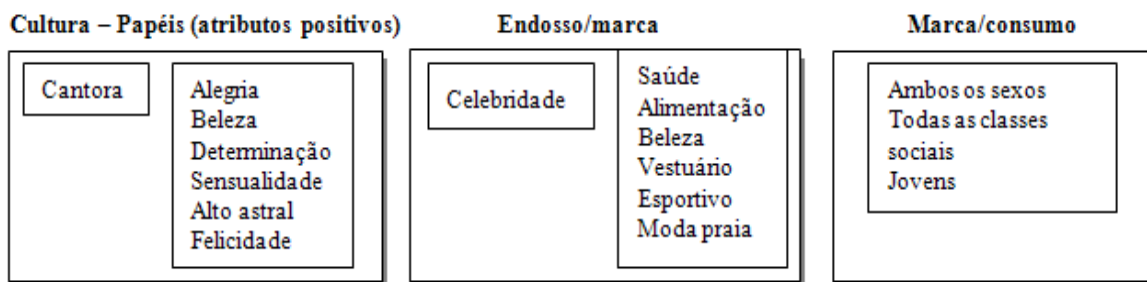 Cultura – Papéis (atributos positivos)
Cantora
Alegria
Beleza
Determinação
Sensualidade
Alto astral
Felicidade
Endosso/marca
Celebridade
Saúde
Alimentação
Beleza
Vestuário
Esportivo
Moda praia
Marca/consumo
Ambos os sexos
Todas as classes
sociais
Jovens